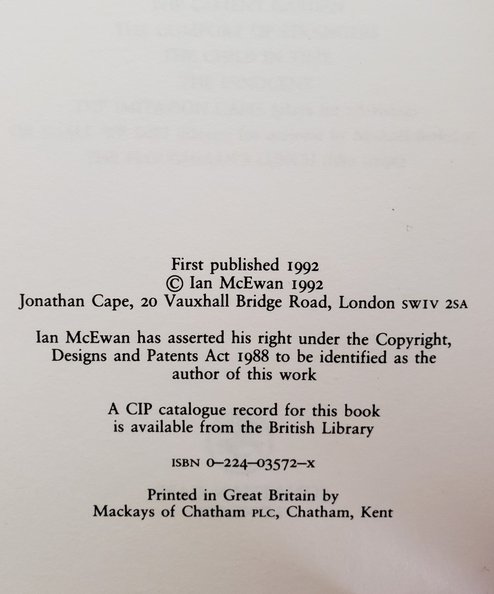 First published 1992
© Ian McEwan 1992
Jonathan Cape, 20 Vauxhall Bridge Road, London SW1V 2SA
Ian McEwan has asserted his right under the Copyright,
Designs and Patents Act 1988 to be identified as the
author of this work
A CIP catalogue record for this book
is available from the British Library
ISBN 0–224–03572–X
Printed in Great Britain by
Mackays of Chatham PLC, Chatham, Kent